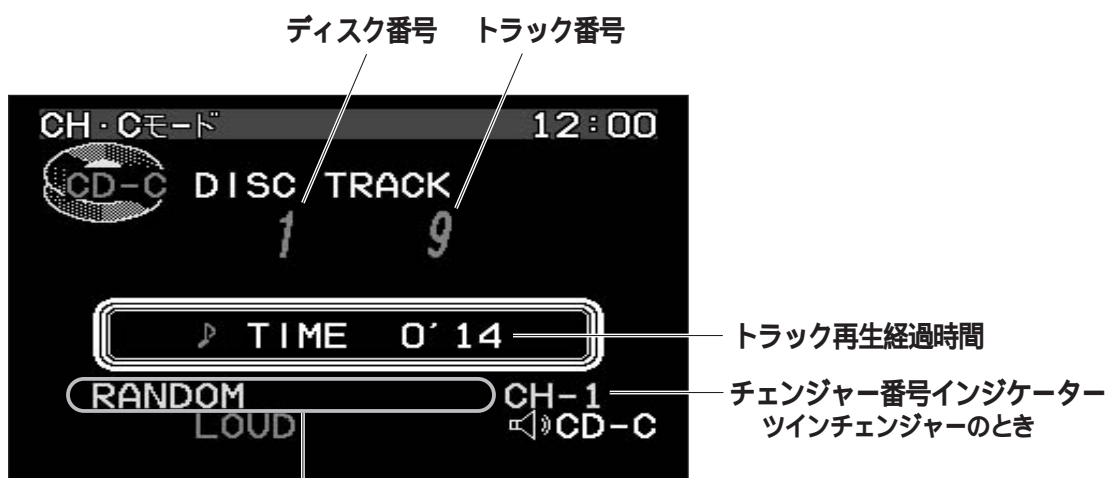 ディスク番号 トラック番号
CH·Cモード 12:00
CD-C DISC TRACK
1 9
♪ TIME 0'14
トラック再生経過時間
RANDOM CH-1
チェンジャー番号インジケーター
LOUD CD-C
ツインチェンジャーのとき